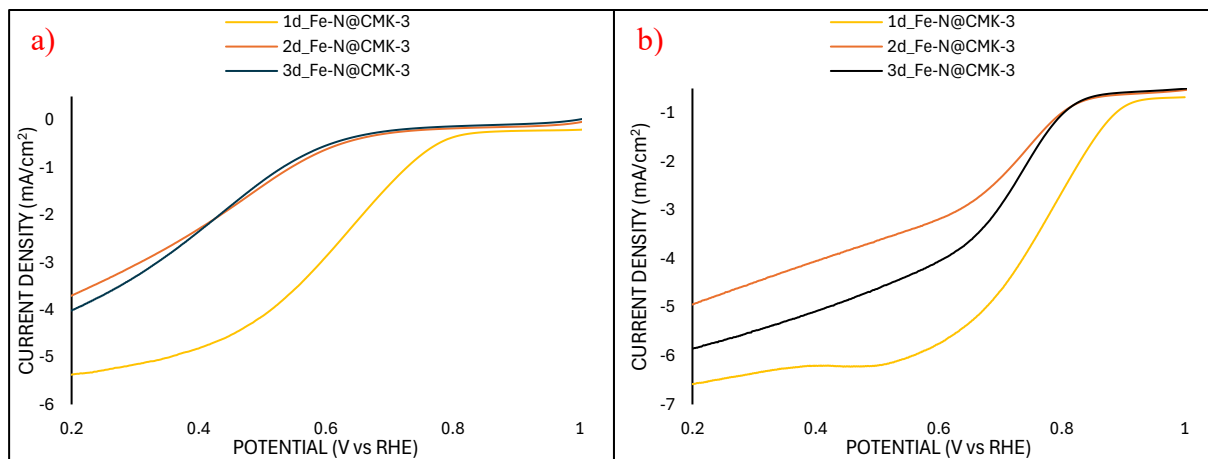 a)
1d_Fe-N@CMK-3
2d_Fe-N@CMK-3
3d_Fe-N@CMK-3
CURRENT DENSITY (mA/cm²)
0
-1
-2
-3
-4
-5
-6
0.2 0.4 0.6 0.8 1
POTENTIAL (V vs RHE)
b)
1d_Fe-N@CMK-3
2d_Fe-N@CMK-3
3d_Fe-N@CMK-3
CURRENT DENSITY (mA/cm²)
-1
-2
-3
-4
-5
-6
-7
0.2 0.4 0.6 0.8 1
POTENTIAL (V vs RHE)